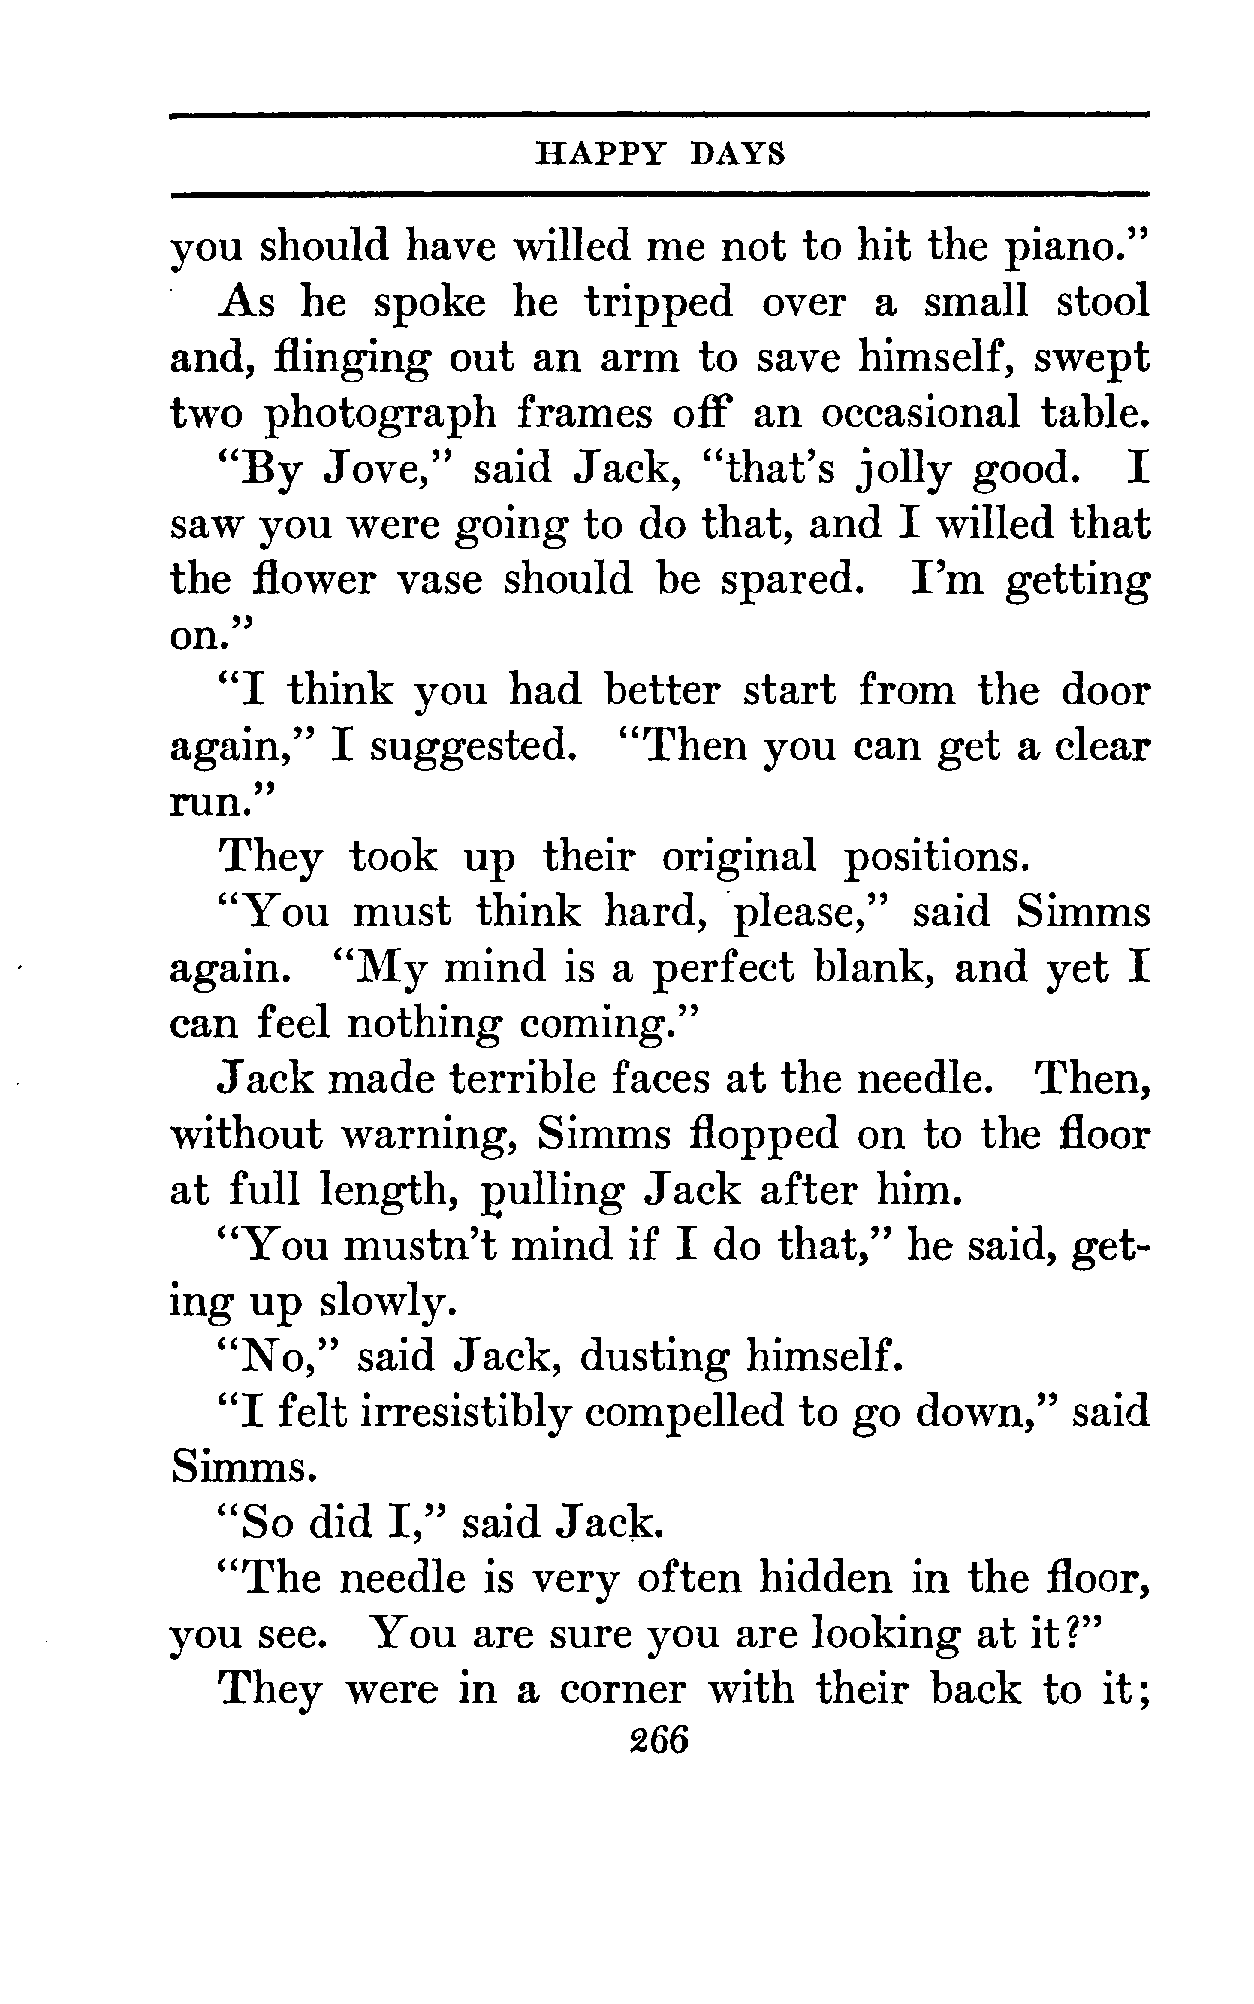 HAPPY DAYS
you should have willed me not to hit the piano."
As he spoke he tripped over a small stool
and, flinging out an arm to save himself, swept
two photograph frames off an occasional table.
"By Jove," said Jack, "that's jolly good. I
saw you were going to do that, and I willed that
the flower vase should be spared. I'm getting
on."
"I think you had better start from the door
again," I suggested. "Then you can get a clear
run."
They took up their original positions.
"You must think hard, please," said Simms
again. "My mind is a perfect blank, and yet I
can feel nothing coming."
Jack made terrible faces at the needle. Then,
without warning, Simms flopped on to the floor
at full length, pulling Jack after him.
"You mustn't mind if I do that," he said, get-
ing up slowly.
"No," said Jack, dusting himself.
"I felt irresistibly compelled to go down," said
Simms.
"So did I," said Jack.
"The needle is very often hidden in the floor,
you see. You are sure you are looking at it?"
They were in a corner with their back to it;
266